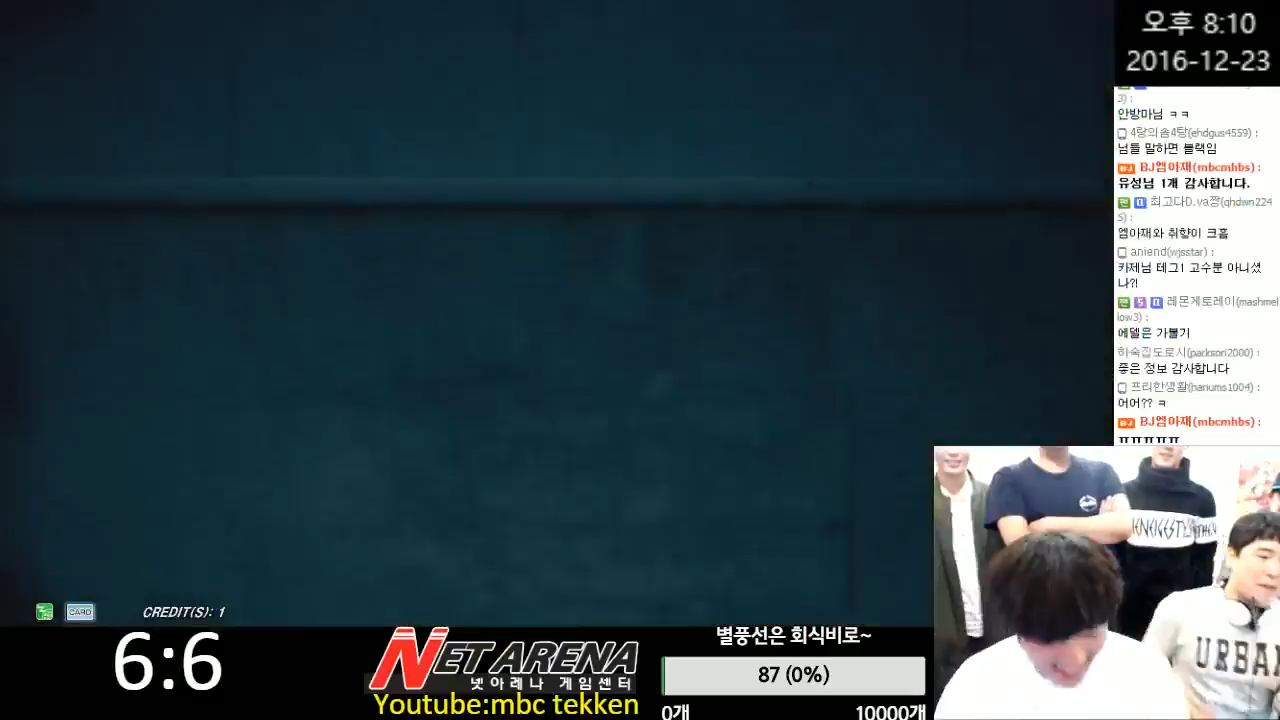 오후 8:10
2016-12-23
3) :
안방마님 ㅋㅋ
4탕의솜4탕(ehdgus4559) :
님들 말하면 블랙임
BJ엠아재(mbcmhbs) :
유성님 1개 감사합니다.
최고다D.va짱(qhdwn224
5) :
엠아재와 취향이 크흠
aniend(wjsstar) :
카제님 테그1 고수분 아니셨
나?!
레몬게토레이(mashmel
low3) :
에델은 가볼기
하숙집도로시(parksori2000) :
좋은 정보 감사합니다
프리한생활(hanums1004) :
어어?? ㅋ
BJ엠아재(mbcmhbs) :
ㅠㅠㅠㅠㅠ
CARD
CREDIT(S): 1
6:6
NET ARENA
넷아레나 게임센터
Youtube:mbc tekken
별풍선은 회식비로~
87 (0%)
0개
10000개
URBA